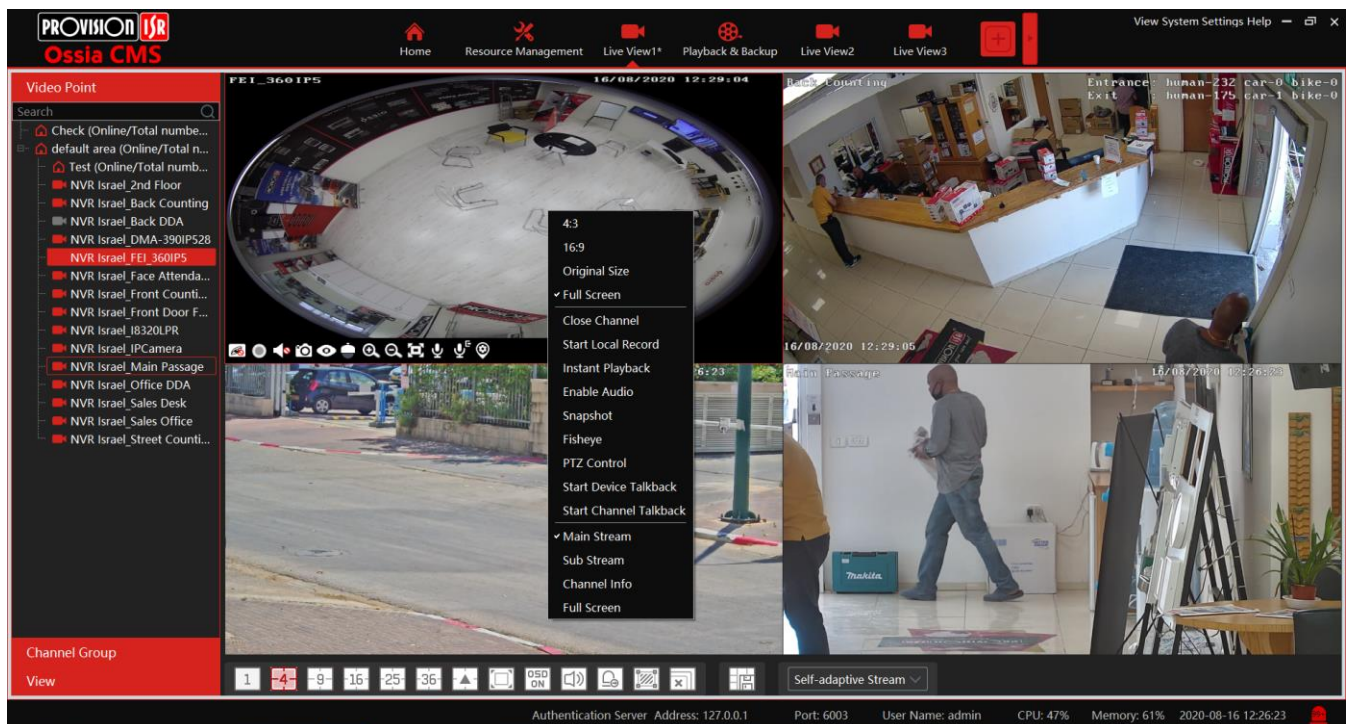 PROVISION ISR
Ossia CMS
Home
Resource Management
Live View1*
Playback & Backup
Live View2
Live View3
View System Settings Help
Video Point
Search
Check (Online/Total numbe...
default area (Online/Total n...
Test (Online/Total numb...
NVR Israel_2nd Floor
NVR Israel_Back Counting
NVR Israel_Back DDA
NVR Israel_DMA-390IP528
NVR Israel_FEI_360IP5
NVR Israel_Face Attenda...
NVR Israel_Front Counti...
NVR Israel_Front Door F...
NVR Israel_I8320LPR
NVR Israel_IPCamera
NVR Israel_Main Passage
NVR Israel_Office DDA
NVR Israel_Sales Desk
NVR Israel_Sales Office
NVR Israel_Street Counti...
Channel Group
View
FEI_360IP5
16/08/2020 12:29:04
Back Counting
Entrance: human-232 car-0 bike-0
Exit : human-175 car-1 bike-0
16/08/2020 12:29:05
6:23
Main Passage
16/08/2020 12:26:23
makita
4:3
16:9
Original Size
Full Screen
Close Channel
Start Local Record
Instant Playback
Enable Audio
Snapshot
Fisheye
PTZ Control
Start Device Talkback
Start Channel Talkback
Main Stream
Sub Stream
Channel Info
Full Screen
1
4
9
16
25
36
OSD
ON
Self-adaptive Stream
Authentication Server Address: 127.0.0.1
Port: 6003
User Name: admin
CPU: 47%
Memory: 61%
2020-08-16 12:26:23